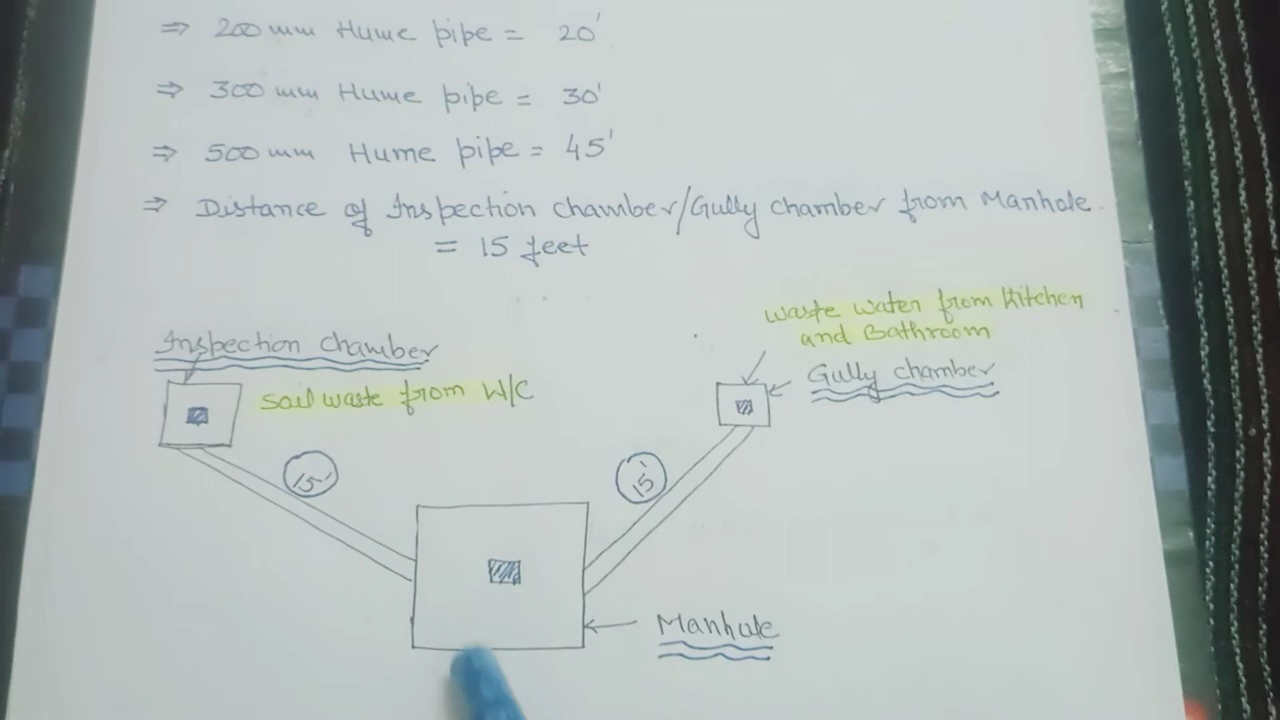 ⇒ 200 mm Hume pipe = 20'
⇒ 300 mm Hume pipe = 30'
⇒ 500 mm Hume pipe = 45'
⇒ Distance of Inspection chamber/Gully chamber from Manhole.
= 15 feet
waste water from Kitchen
and Bathroom
Inspection chamber
Gully chamber
Soil waste from W/C
15'
15'
Manhole